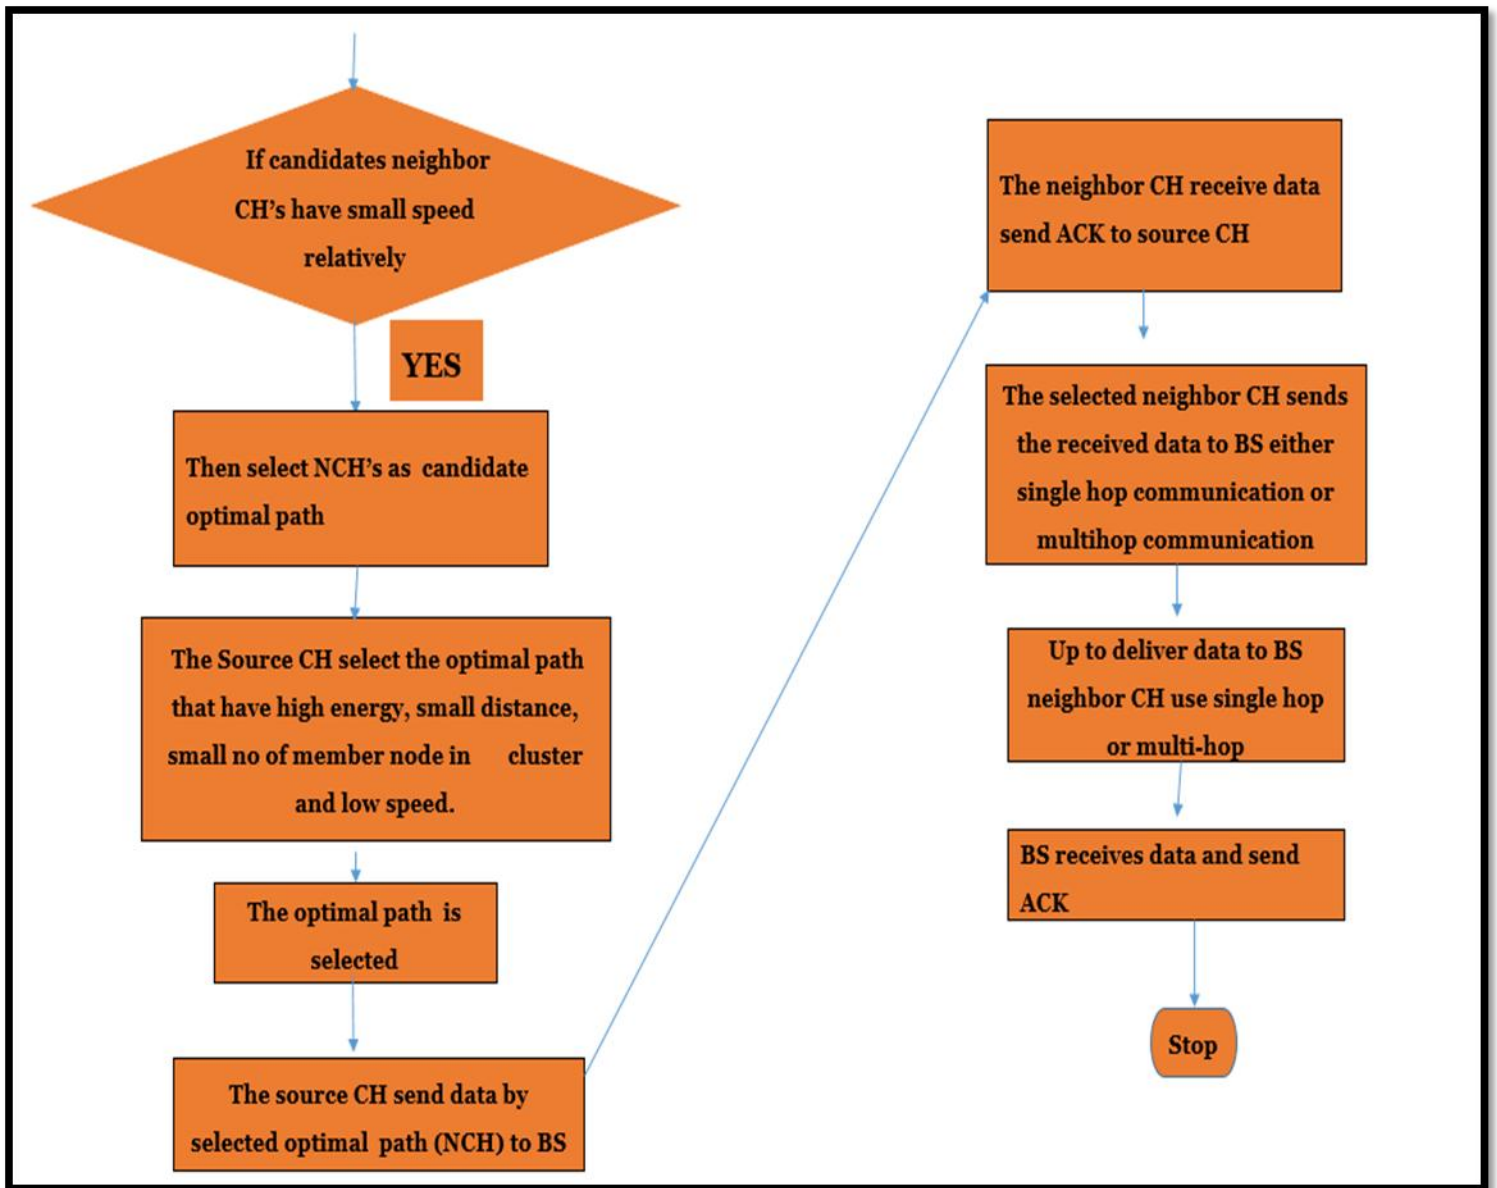 If candidates neighbor
CH’s have small speed
relatively
YES
Then select NCH’s as candidate
optimal path
The Source CH select the optimal path
that have high energy, small distance,
small no of member node in cluster
and low speed.
The optimal path is
selected
The source CH send data by
selected optimal path (NCH) to BS
The neighbor CH receive data
send ACK to source CH
The selected neighbor CH sends
the received data to BS either
single hop communication or
multihop communication
Up to deliver data to BS
neighbor CH use single hop
or multi-hop
BS receives data and send
ACK
Stop